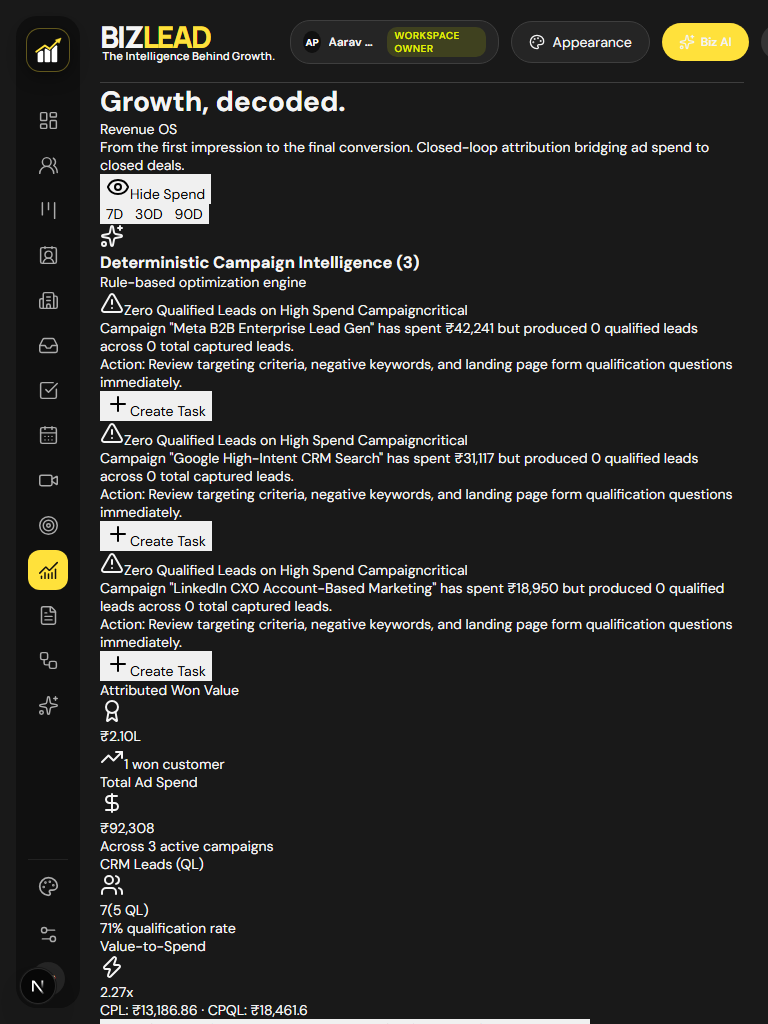 BIZLEAD
The Intelligence Behind Growth.
AP Aarav ... WORKSPACE OWNER
Appearance
Biz AI
Growth, decoded.
Revenue OS
From the first impression to the final conversion. Closed-loop attribution bridging ad spend to
closed deals.
Hide Spend
7D 30D 90D
Deterministic Campaign Intelligence (3)
Rule-based optimization engine
Zero Qualified Leads on High Spend Campaigncritical
Campaign "Meta B2B Enterprise Lead Gen" has spent ₹42,241 but produced 0 qualified leads
across 0 total captured leads.
Action: Review targeting criteria, negative keywords, and landing page form qualification questions
immediately.
Create Task
Zero Qualified Leads on High Spend Campaigncritical
Campaign "Google High-Intent CRM Search" has spent ₹31,117 but produced 0 qualified leads
across 0 total captured leads.
Action: Review targeting criteria, negative keywords, and landing page form qualification questions
immediately.
Create Task
Zero Qualified Leads on High Spend Campaigncritical
Campaign "LinkedIn CXO Account-Based Marketing" has spent ₹18,950 but produced 0 qualified
leads across 0 total captured leads.
Action: Review targeting criteria, negative keywords, and landing page form qualification questions
immediately.
Create Task
Attributed Won Value
₹2.10L
1 won customer
Total Ad Spend
₹92,308
Across 3 active campaigns
CRM Leads (QL)
7(5 QL)
71% qualification rate
Value-to-Spend
2.27x
CPL: ₹13,186.86 · CPQL: ₹18,461.6
N